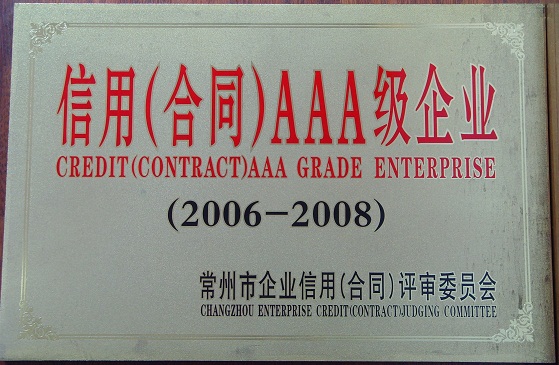 信用(合同)AAA级企业
CREDIT(CONTRACT)AAA GRADE ENTERPRISE
(2006-2008)
常州市企业信用(合同)评审委员会
CHANGZHOU ENTERPRISE CREDIT(CONTRACT)JUDGING COMMITTEE